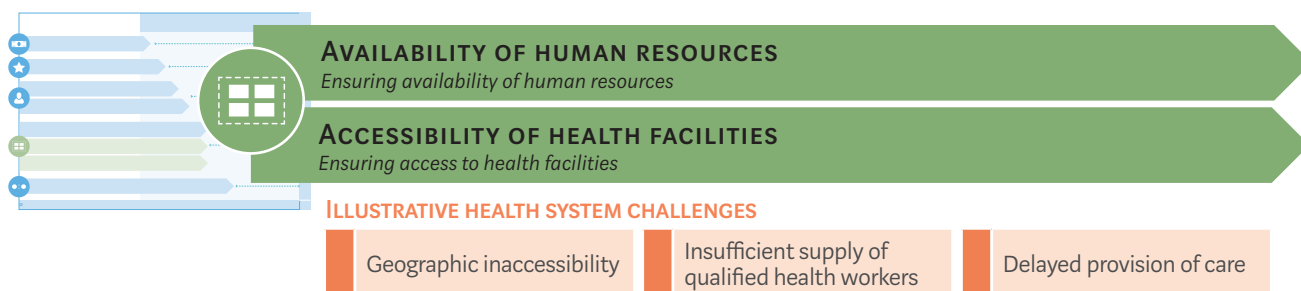 AVAILABILITY OF HUMAN RESOURCES
Ensuring availability of human resources
ACCESSIBILITY OF HEALTH FACILITIES
Ensuring access to health facilities
ILLUSTRATIVE HEALTH SYSTEM CHALLENGES
Geographic inaccessibility
Insufficient supply of
qualified health workers
Delayed provision of care